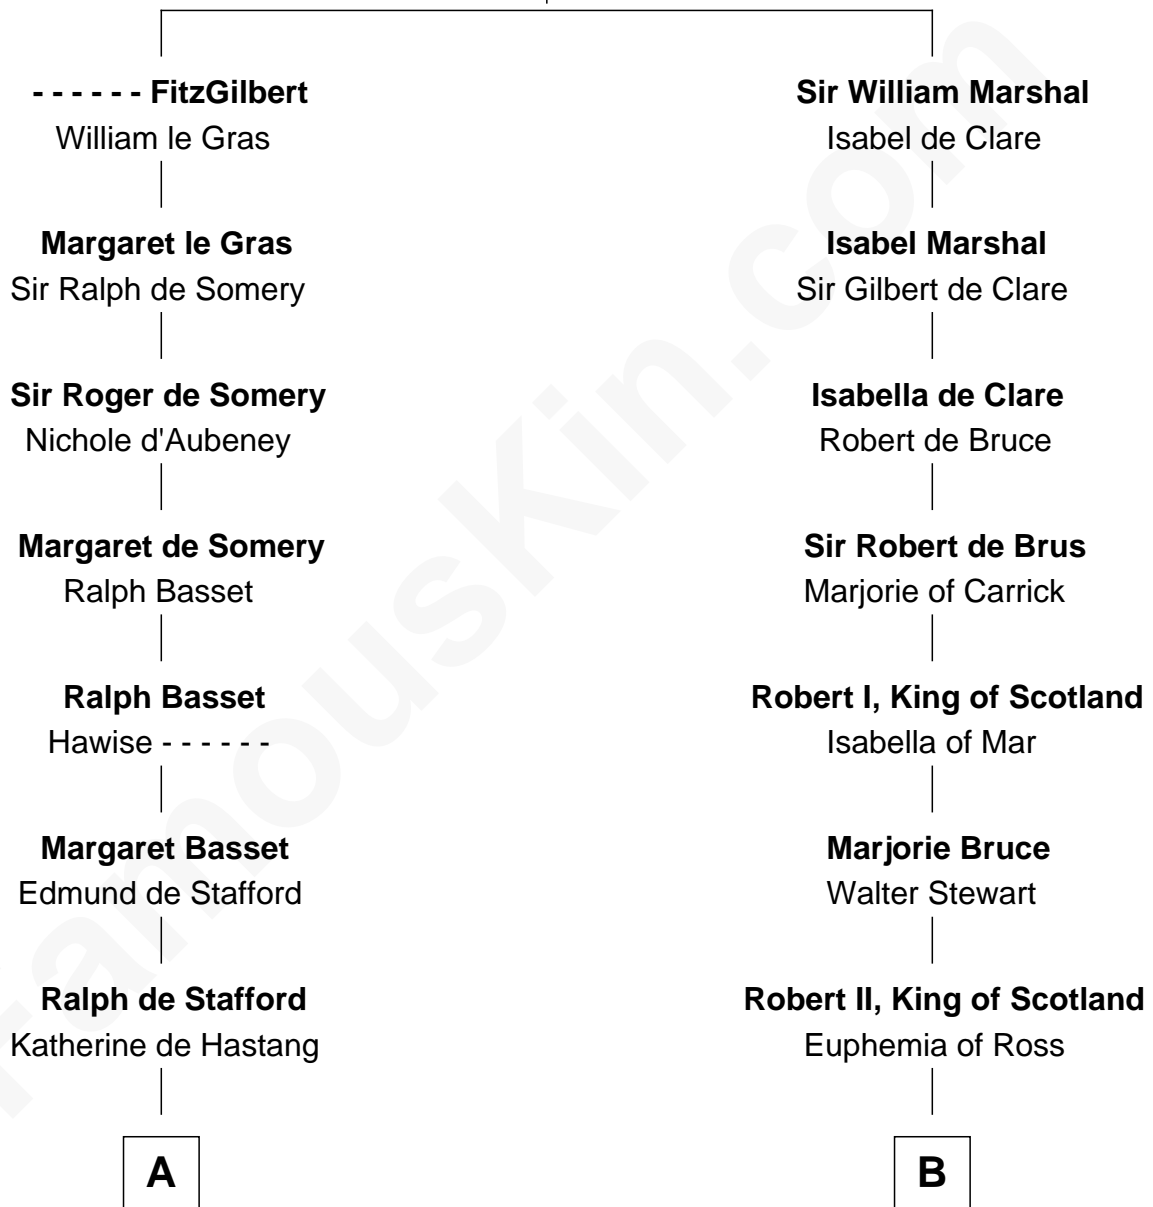 - - - - - - FitzGilbert
William le Gras
Margaret le Gras
Sir Ralph de Somery
Sir Roger de Somery
Nichole d'Aubeney
Margaret de Somery
Ralph Basset
Ralph Basset
Hawise - - - - - -
Margaret Basset
Edmund de Stafford
Ralph de Stafford
Katherine de Hastang
A
Sir William Marshal
Isabel de Clare
Isabel Marshal
Sir Gilbert de Clare
Isabella de Clare
Robert de Bruce
Sir Robert de Brus
Marjorie of Carrick
Robert I, King of Scotland
Isabella of Mar
Marjorie Bruce
Walter Stewart
Robert II, King of Scotland
Euphemia of Ross
B
FamousKin.com